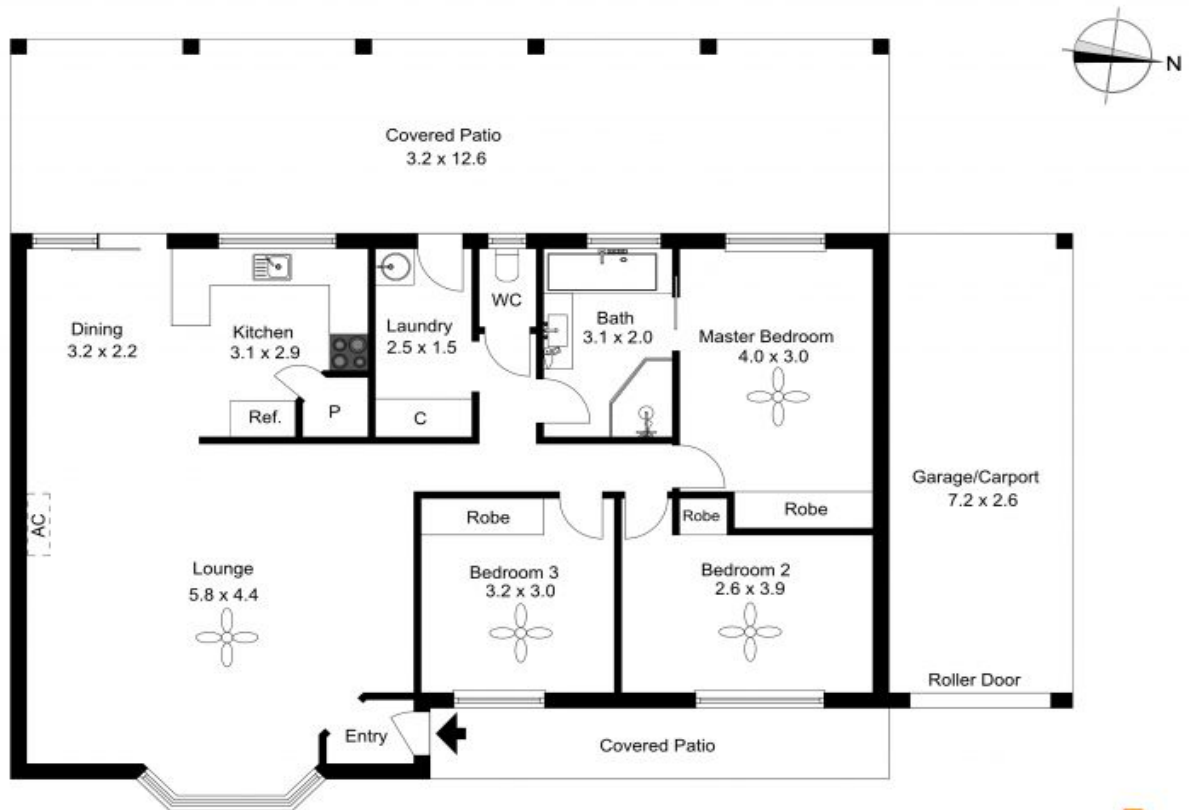 N
Covered Patio
3.2 x 12.6
Dining
3.2 x 2.2
Kitchen
3.1 x 2.9
Laundry
2.5 x 1.5
WC
Bath
3.1 x 2.0
Master Bedroom
4.0 x 3.0
Ref.
P
C
Garage/Carport
7.2 x 2.6
AC
Robe
Robe
Robe
Lounge
5.8 x 4.4
Bedroom 3
3.2 x 3.0
Bedroom 2
2.6 x 3.9
Roller Door
Entry
Covered Patio